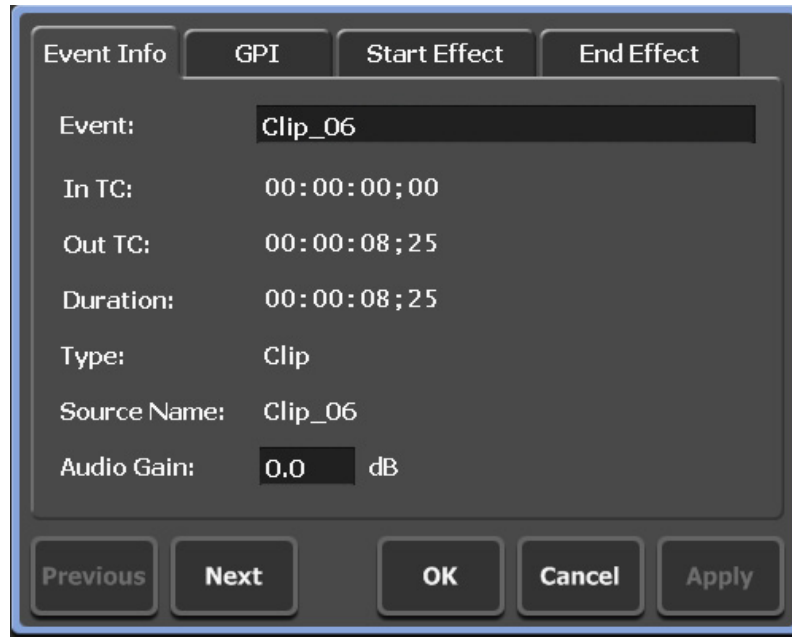 Event Info GPI Start Effect End Effect
Event: Clip_06
In TC: 00:00:00;00
Out TC: 00:00:08;25
Duration: 00:00:08;25
Type: Clip
Source Name: Clip_06
Audio Gain: 0.0 dB
Previous Next OK Cancel Apply